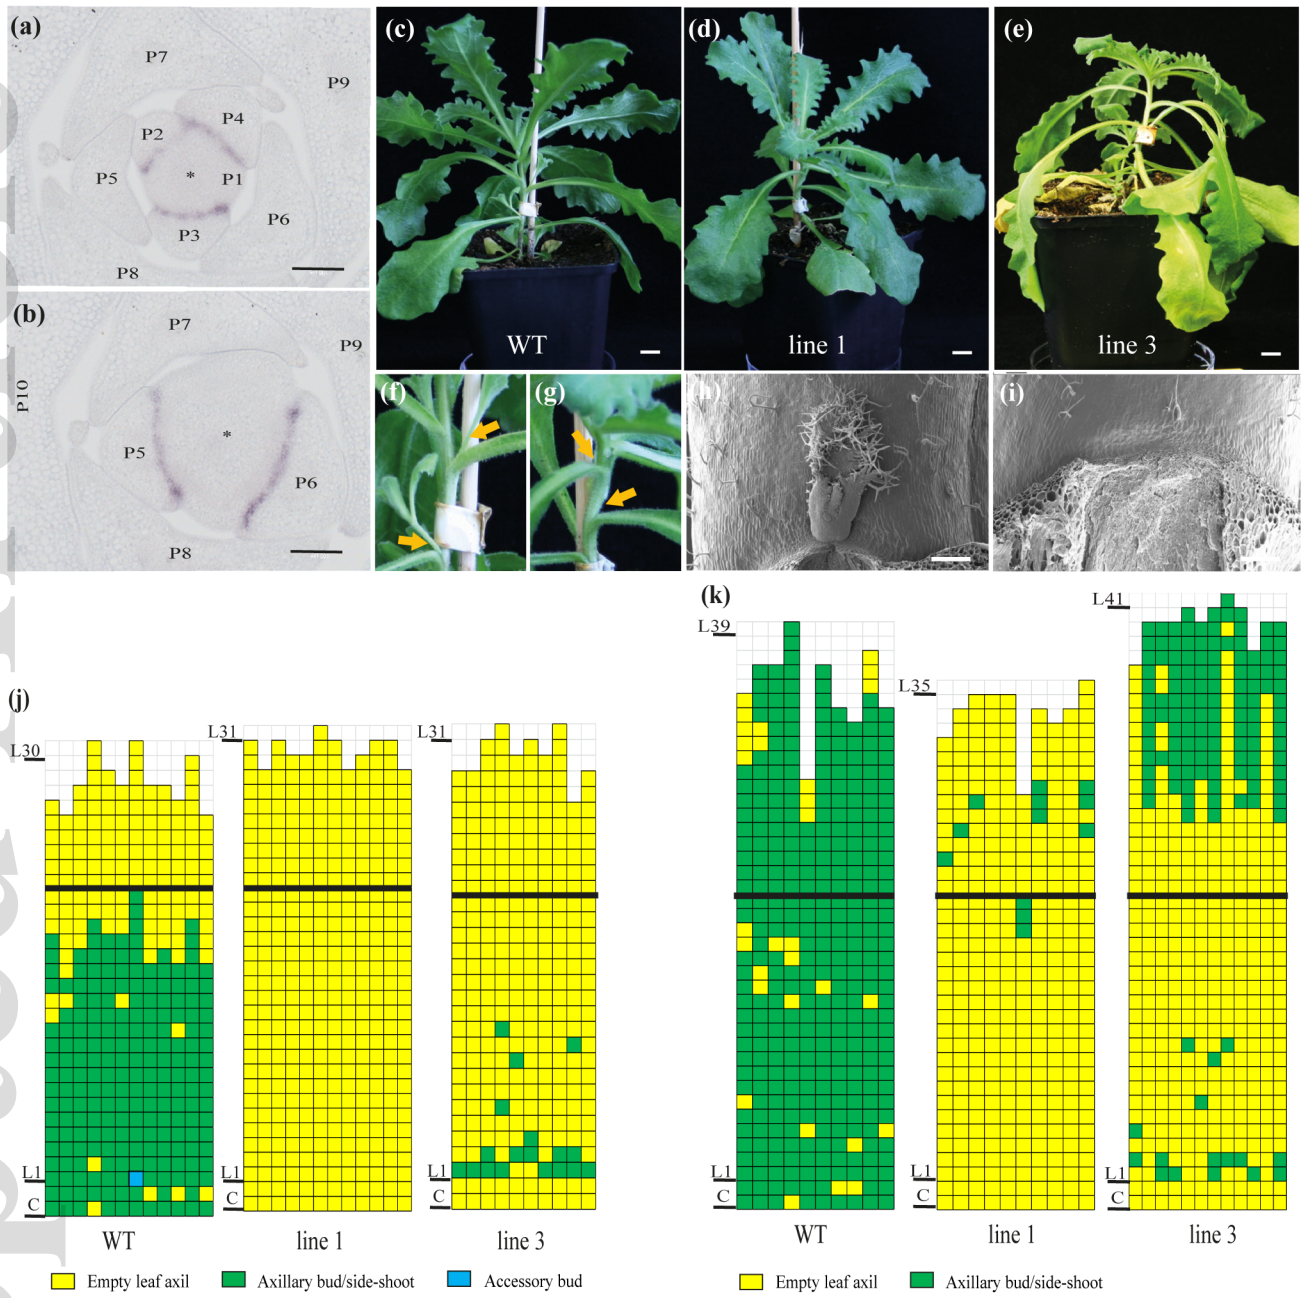 (a)
P7
P9
P4
P2
*
P5
P1
P6
P3
P8
(b)
P7
P9
P10
*
P5
P6
P8
(c)
WT
(d)
line 1
(e)
line 3
(f)
(g)
(h)
(i)
(j)
L30
L1
C
WT
L31
line 1
L31
L1
C
line 3
Empty leaf axil
Axillary bud/side-shoot
Accessory bud
(k)
L39
L1
C
WT
L35
L1
C
line 1
L41
L1
C
line 3
Empty leaf axil
Axillary bud/side-shoot